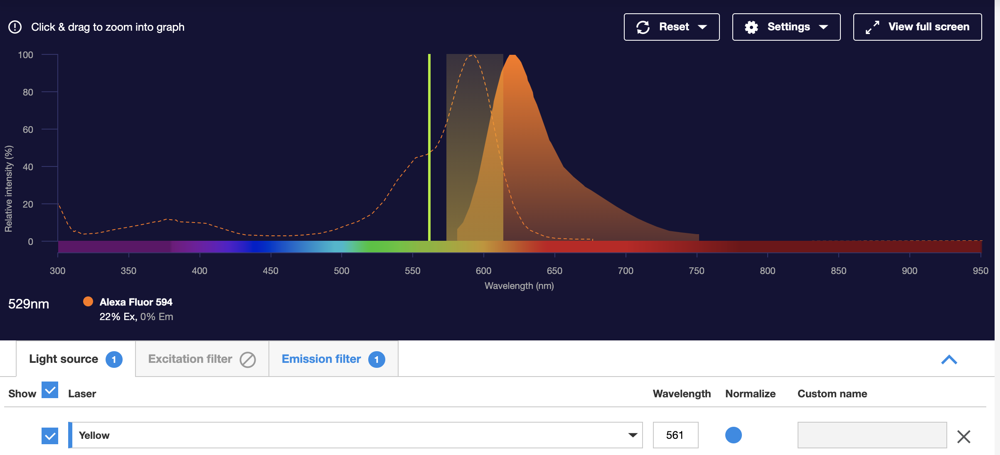 Click & drag to zoom into graph
Reset
Settings
View full screen
100
80
60
40
20
0
Relative intensity (%)
300 350 400 450 500 550 600 650 700 750 800 850 900 950
Wavelength (nm)
529nm
Alexa Fluor 594
22% Ex, 0% Em
Light source 1
Excitation filter
Emission filter 1
Show Laser Wavelength Normalize Custom name
Yellow 561